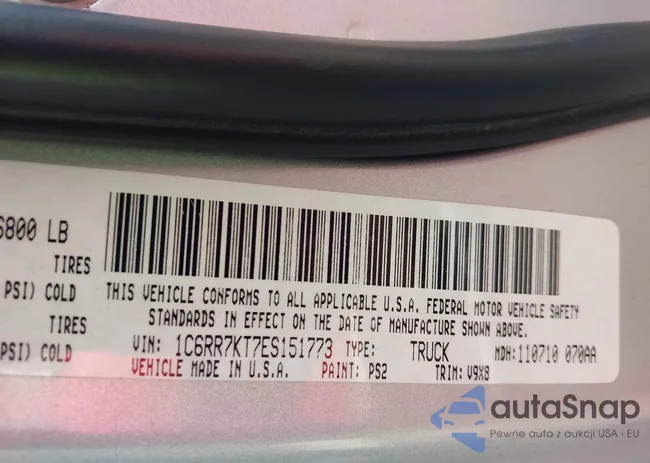 6800 LB
TIRES
PSI) COLD THIS VEHICLE CONFORMS TO ALL APPLICABLE U.S.A. FEDERAL MOTOR VEHICLE SAFETY
TIRES STANDARDS IN EFFECT ON THE DATE OF MANUFACTURE SHOWN ABOVE.
PSI) COLD VIN: 1C6RR7KT7ES151773 TYPE: TRUCK MDH: 110710 070AA
VEHICLE MADE IN U.S.A. PAINT: PS2 TRIM: V9X8
autaSnap
Pewne auta z aukcji USA i EU